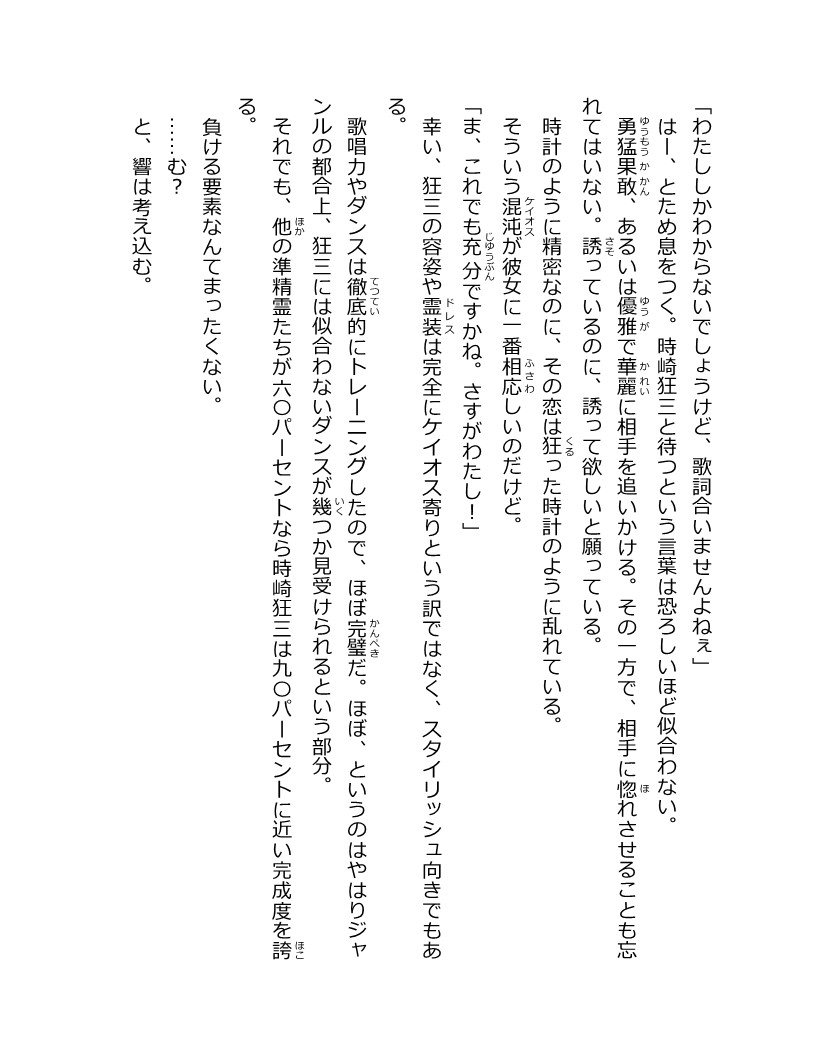 「わたししかわからないでしょうけど、歌詞合いませんよねぇ」
はー、とため息をつく。時崎狂三と待つという言葉は恐ろしいほど似合わない。
勇猛果敢、あるいは優雅で華麗に相手を追いかける。その一方で、相手に惚れさせることも忘
れてはいない。誘っているのに、誘って欲しいと願っている。
時計のように精密なのに、その恋は狂った時計のように乱れている。
そういう混沌が彼女に一番相応しいのだけど。
「ま、これでも充分ですかね。さすがわたし！」
幸い、狂三の容姿や霊装は完全にケイオス寄りという訳ではなく、スタイリッシュ向きでもあ
る。
歌唱力やダンスは徹底的にトレーニングしたので、ほぼ完璧だ。ほぼ、というのはやはりジャ
ンルの都合上、狂三には似合わないダンスが幾つか見受けられるという部分。
それでも、他の準精霊たちが六〇パーセントなら時崎狂三は九〇パーセントに近い完成度を誇
る。
負ける要素なんてまったくない。
……む？
と、響は考え込む。